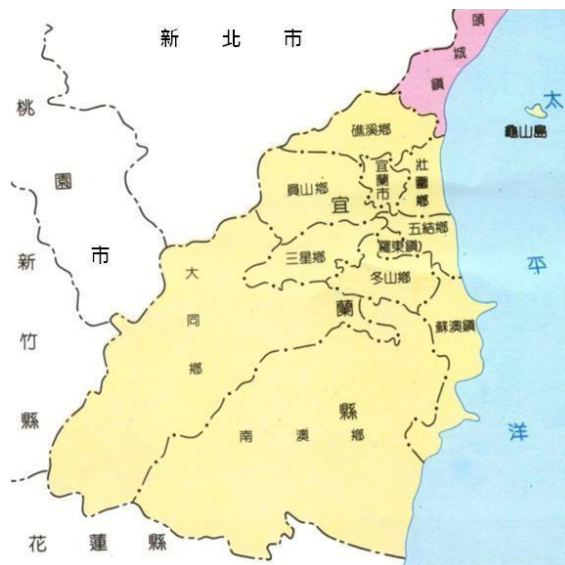 新北市
頭城鎮
太平洋
桃園市
礁溪鄉
龜山島
宜蘭市
壯圍鄉
員山鄉
宜蘭縣
五結鄉
羅東鎮
三星鄉
大同鄉
冬山鄉
蘇澳鎮
新竹縣
南澳鄉
花蓮縣